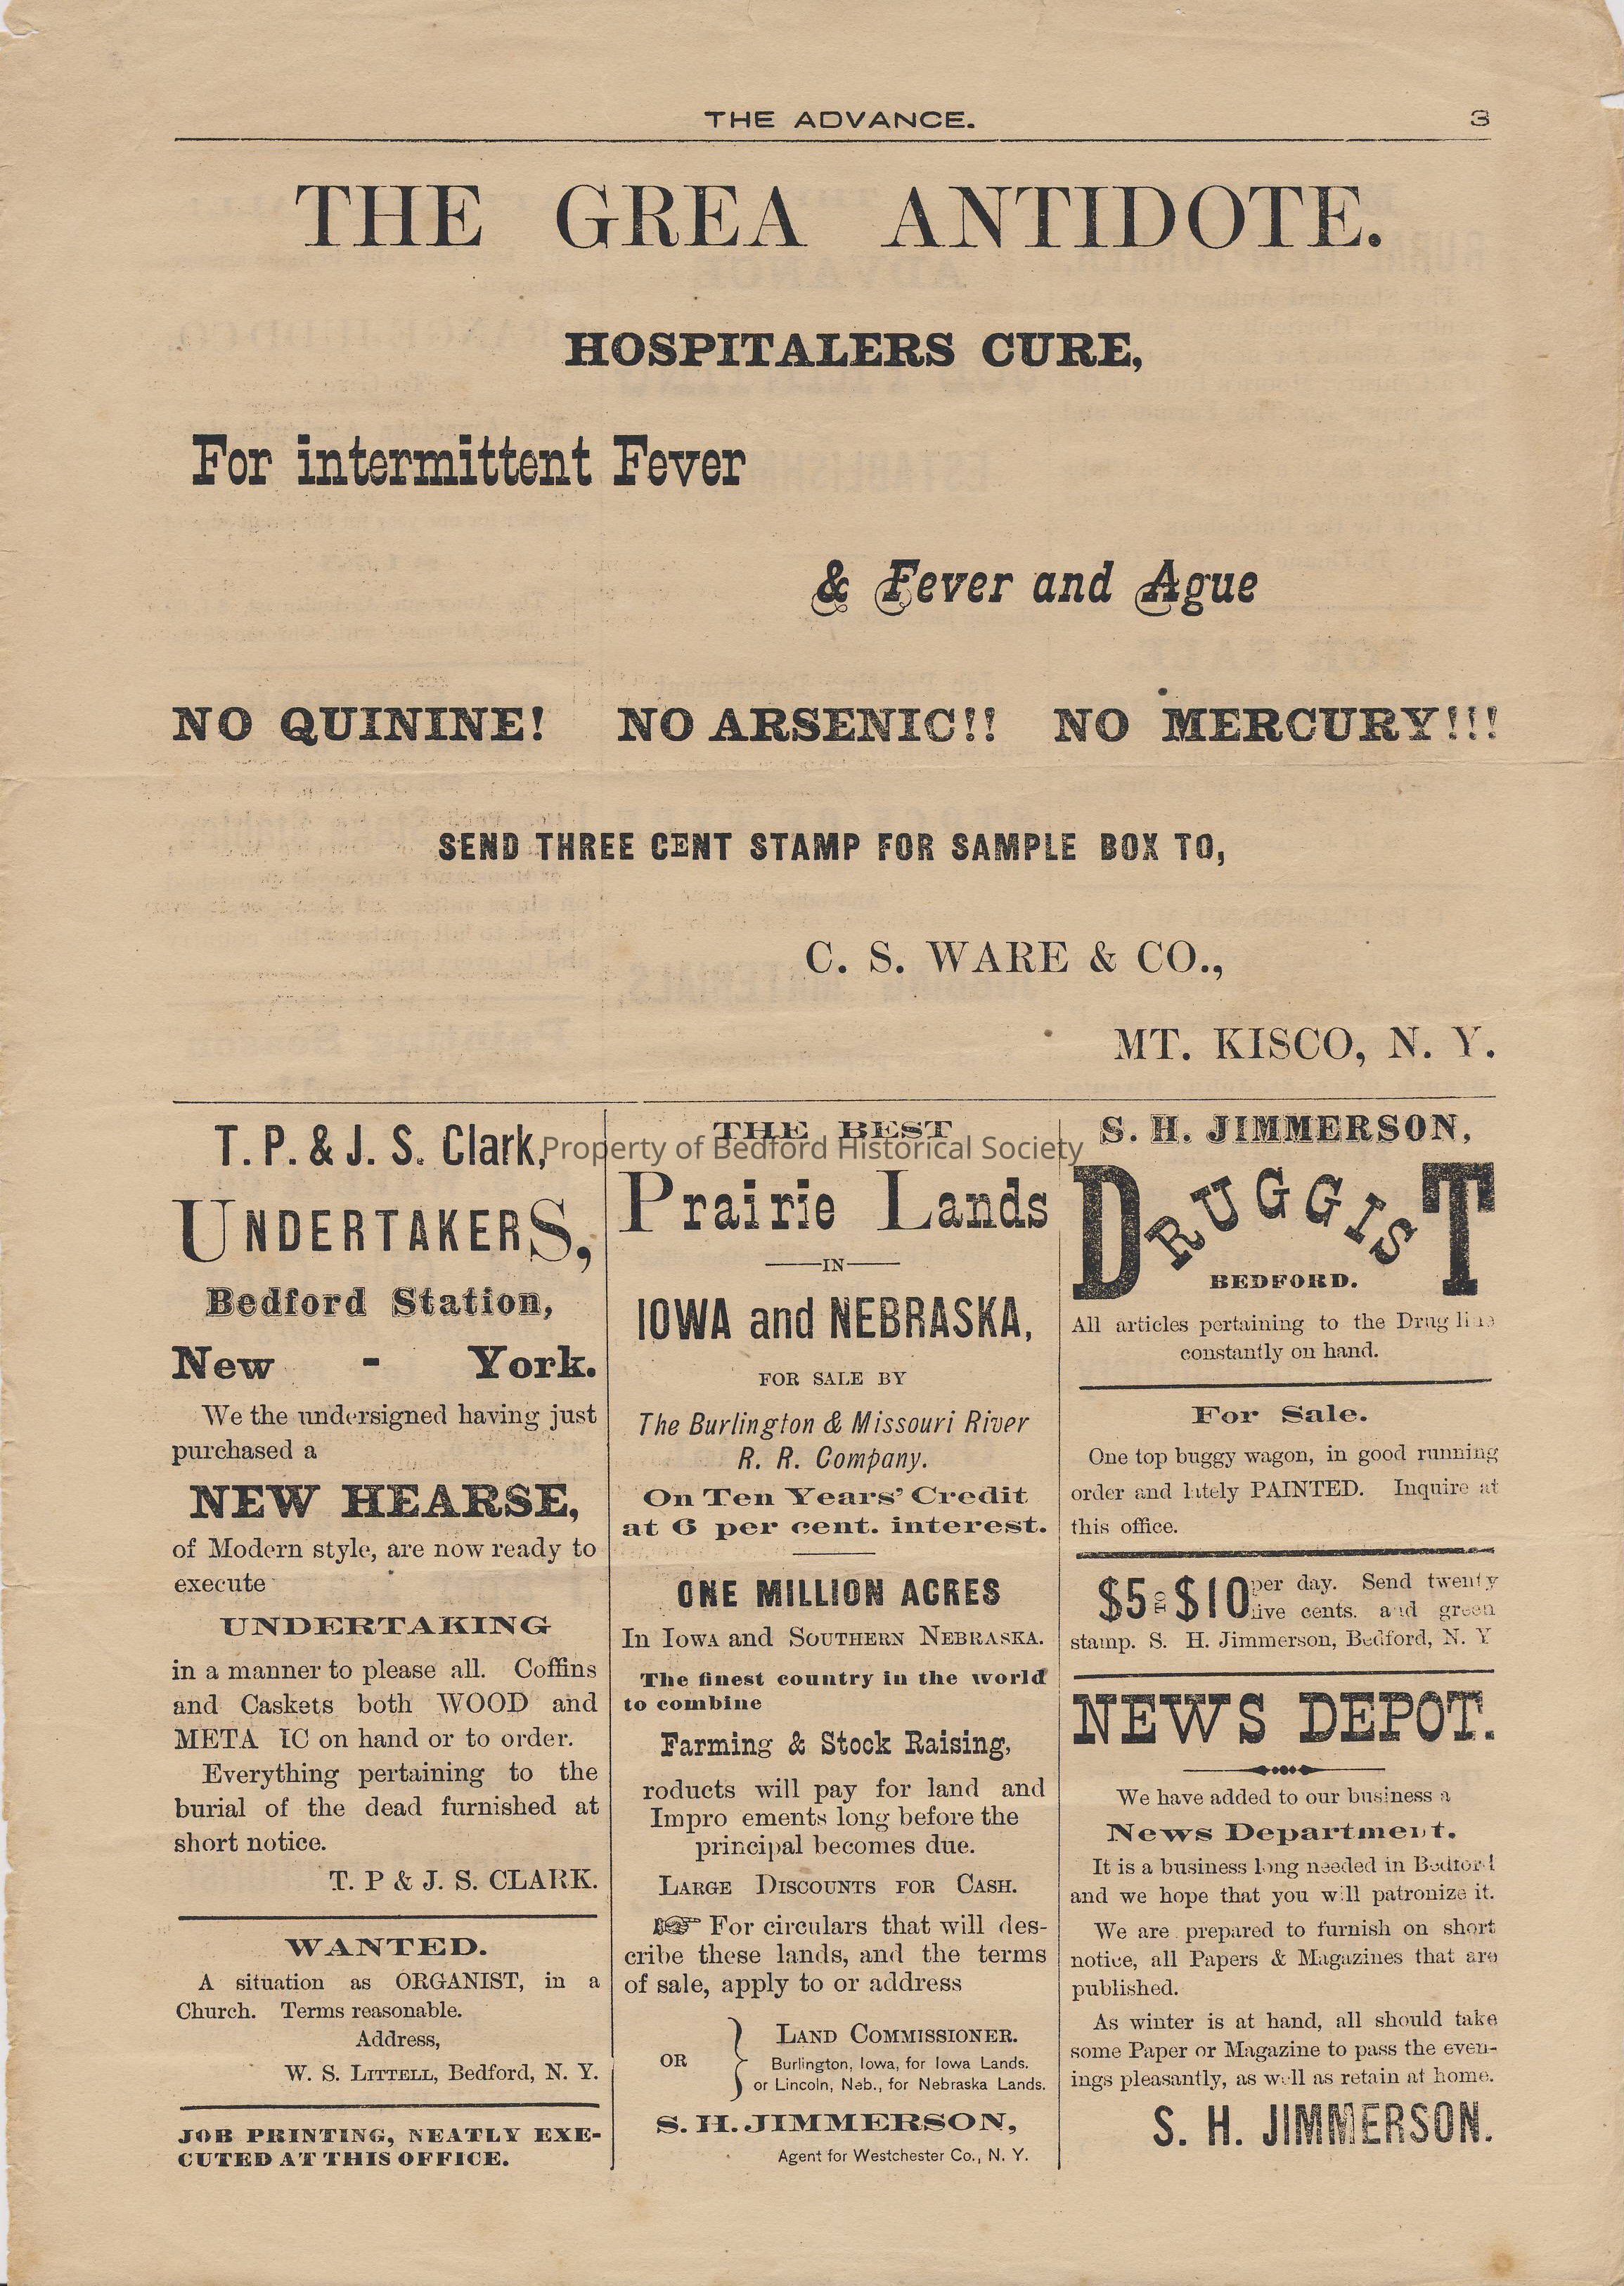 THE ADVANCE.
3
THE GREA ANTIDOTE.
HOSPITALERS CURE,
For intermittent Fever
& Fever and Ague
NO QUININE! NO ARSENIC!! NO MERCURY!!!
SEND THREE CENT STAMP FOR SAMPLE BOX TO,
C. S. WARE & CO.,
MT. KISCO, N. Y.
Property of Bedford Historical Society
T. P. & J. S. Clark,
UNDERTAKERS,
Bedford Station,
New - York.
We the undersigned having just
purchased a
NEW HEARSE,
of Modern style, are now ready to
execute
UNDERTAKING
in a manner to please all. Coffins
and Caskets both WOOD and
META IC on hand or to order.
Everything pertaining to the
burial of the dead furnished at
short notice.
T. P & J. S. CLARK.
WANTED.
A situation as ORGANIST, in a
Church. Terms reasonable.
Address,
W. S. LITTELL, Bedford, N. Y.
JOB PRINTING, NEATLY EXE-
CUTED AT THIS OFFICE.
THE BEST
Prairie Lands
IN
IOWA and NEBRASKA,
FOR SALE BY
The Burlington & Missouri River
R. R. Company.
On Ten Years' Credit
at 6 per cent. interest.
ONE MILLION ACRES
In IOWA and SOUTHERN NEBRASKA.
The finest country in the world
to combine
Farming & Stock Raising,
roducts will pay for land and
Impro ements long before the
principal becomes due.
LARGE DISCOUNTS FOR CASH.
☞ For circulars that will des-
cribe these lands, and the terms
of sale, apply to or address
LAND COMMISSIONER.
OR } Burlington, Iowa, for Iowa Lands.
or Lincoln, Neb., for Nebraska Lands.
S. H. JIMMERSON,
Agent for Westchester Co., N. Y.
S. H. JIMMERSON,
DRUGGIST
BEDFORD.
All articles pertaining to the Drug line
constantly on hand.
For Sale.
One top buggy wagon, in good running
order and lately PAINTED. Inquire at
this office.
$5 TO $10 per day. Send twenty
five cents. and green
stamp. S. H. Jimmerson, Bedford, N. Y
NEWS DEPOT.
We have added to our business a
News Department.
It is a business long needed in Bedford
and we hope that you will patronize it.
We are prepared to furnish on short
notice, all Papers & Magazines that are
published.
As winter is at hand, all should take
some Paper or Magazine to pass the even-
ings pleasantly, as well as retain at home.
S. H. JIMMERSON.